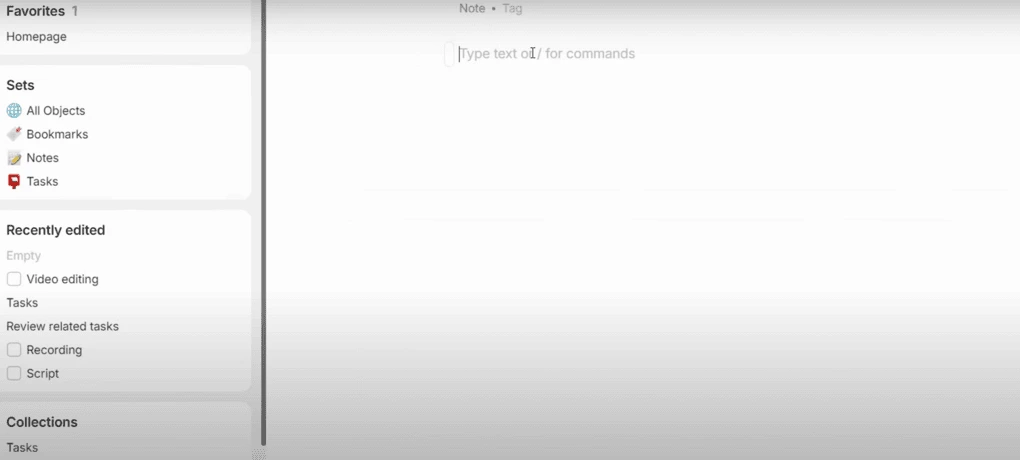 Favorites 1
Homepage
Sets
All Objects
Bookmarks
Notes
Tasks
Recently edited
Empty
Video editing
Tasks
Review related tasks
Recording
Script
Collections
Tasks
Note • Tag
Type text or / for commands